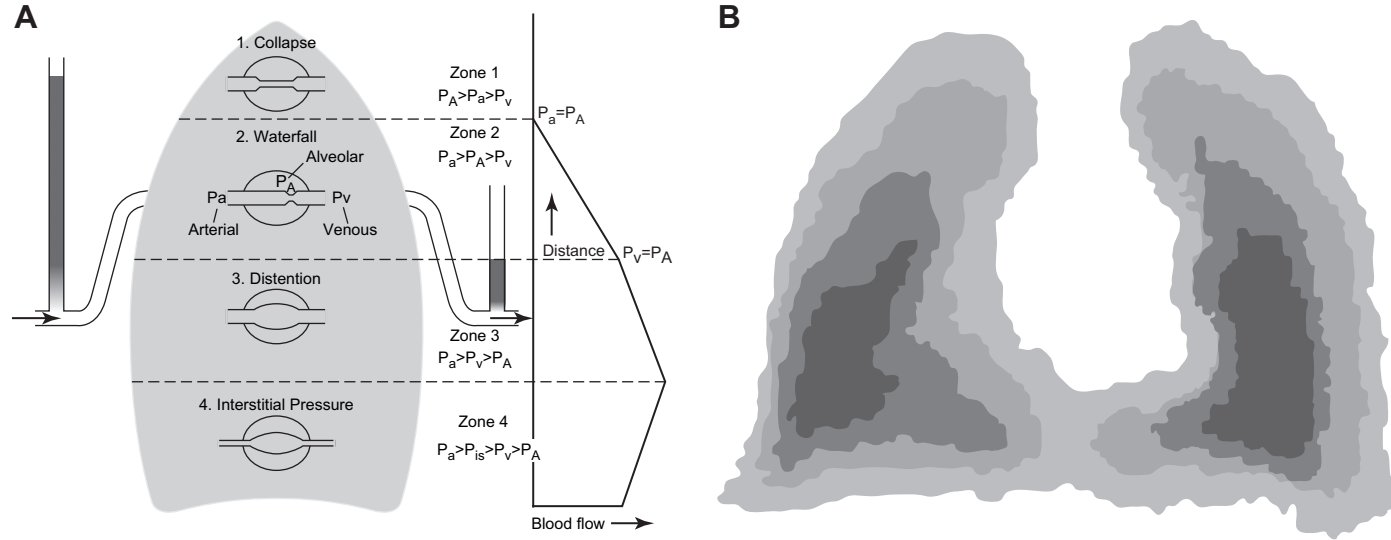 A
B
1. Collapse
Zone 1
PA>Pa>Pv
Pa=PA
2. Waterfall
Zone 2
Alveolar
Pa>PA>Pv
PA
Pa
Pv
Arterial
Venous
Distance
Pv=PA
3. Distention
Zone 3
Pa>Pv>PA
4. Interstitial Pressure
Zone 4
Pa>Pis>Pv>PA
Blood flow